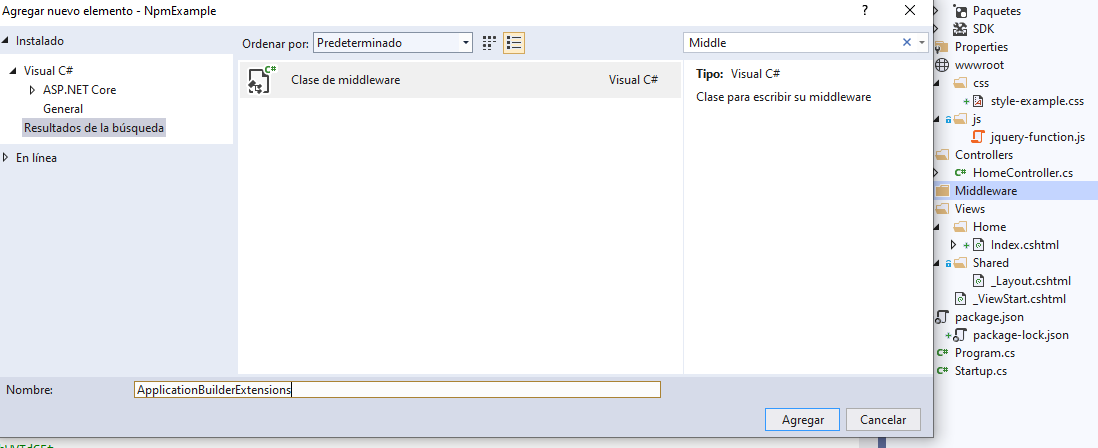 Agregar nuevo elemento - NpmExample
?
Instalado
Visual C#
ASP.NET Core
General
Resultados de la búsqueda
En línea
Ordenar por: Predeterminado
Clase de middleware Visual C#
Middle
Tipo: Visual C#
Clase para escribir su middleware
Nombre: ApplicationBuilderExtensions
Agregar Cancelar
Paquetes
SDK
Properties
wwwroot
css
style-example.css
js
jquery-function.js
Controllers
C# HomeController.cs
Middleware
Views
Home
Index.cshtml
Shared
_Layout.cshtml
_ViewStart.cshtml
package.json
package-lock.json
C# Program.cs
C# Startup.cs